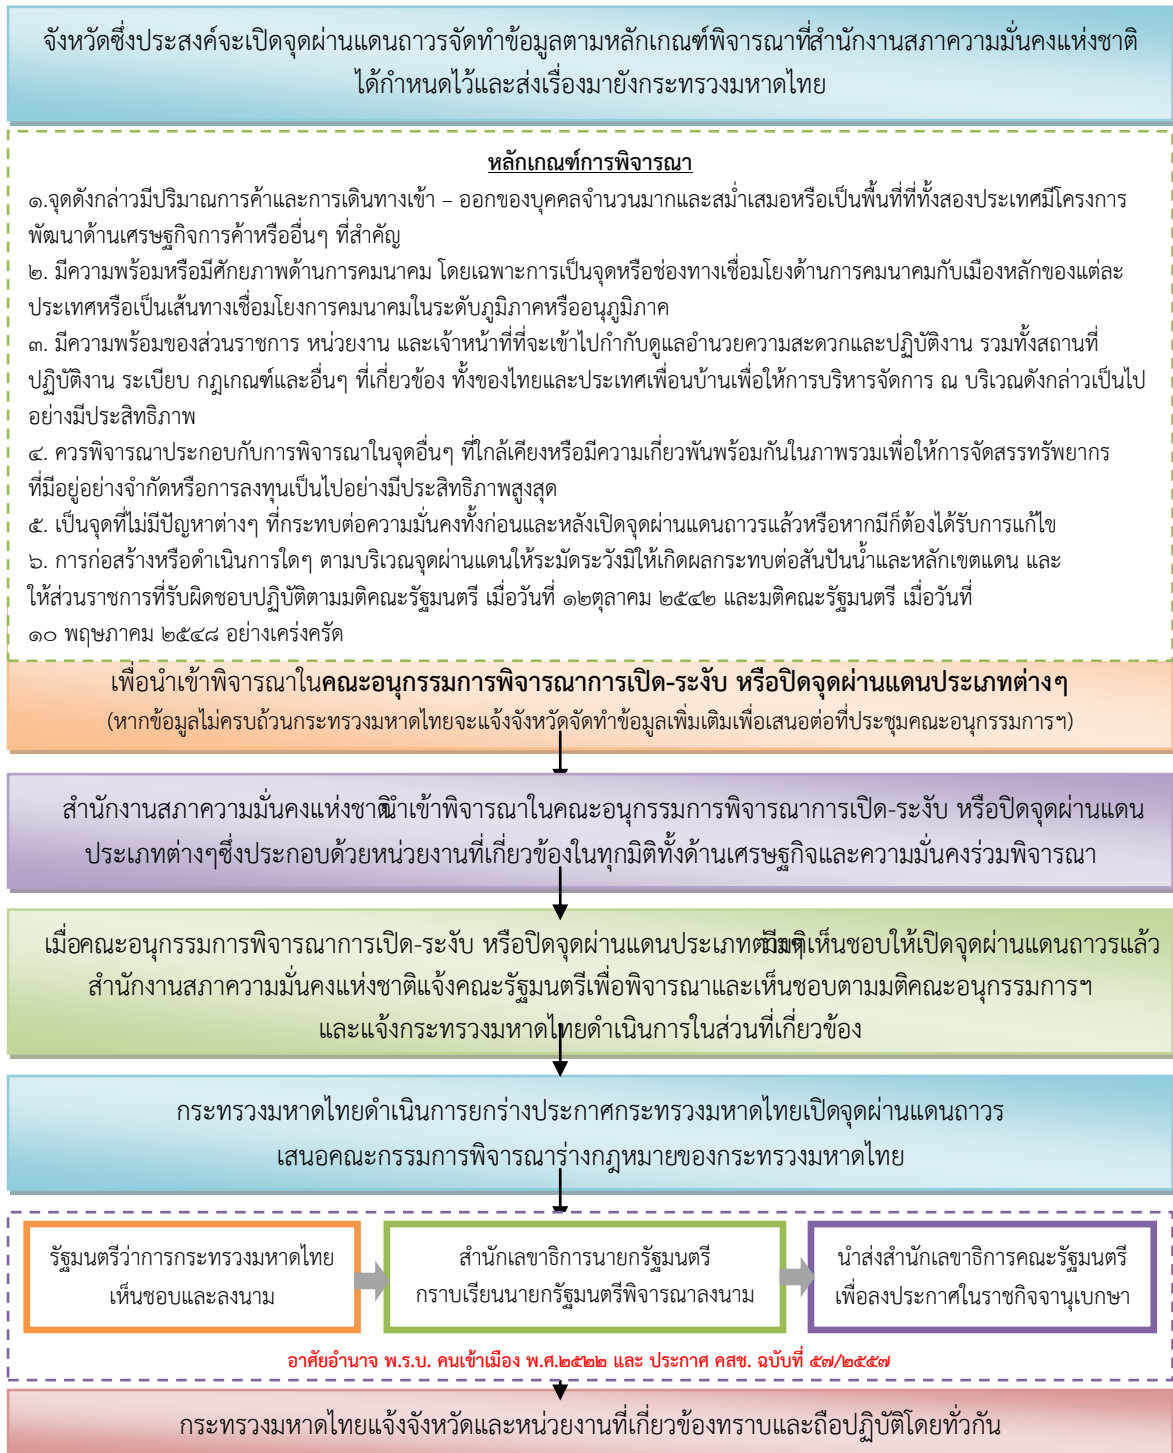 จังหวัดซึ่งประสงค์จะเปิดจุดผ่านแดนถาวรจัดทำข้อมูลตามหลักเกณฑ์พิจารณาที่สำนักงานสภาความมั่นคงแห่งชาติ
ได้กำหนดไว้และส่งเรื่องมายังกระทรวงมหาดไทย
หลักเกณฑ์การพิจารณา
๑.จุดดังกล่าวมีปริมาณการค้าและการเดินทางเข้า – ออกของบุคคลจำนวนมากและสม่ำเสมอหรือเป็นพื้นที่ที่ทั้งสองประเทศมีโครงการ
พัฒนาด้านเศรษฐกิจการค้าหรืออื่นๆ ที่สำคัญ
๒. มีความพร้อมหรือมีศักยภาพด้านการคมนาคม โดยเฉพาะการเป็นจุดหรือช่องทางเชื่อมโยงด้านการคมนาคมกับเมืองหลักของแต่ละ
ประเทศหรือเป็นเส้นทางเชื่อมโยงการคมนาคมในระดับภูมิภาคหรืออนุภูมิภาค
๓. มีความพร้อมของส่วนราชการ หน่วยงาน และเจ้าหน้าที่ที่จะเข้าไปกำกับดูแลอำนวยความสะดวกและปฏิบัติงาน รวมทั้งสถานที่
ปฏิบัติงาน ระเบียบ กฎเกณฑ์และอื่นๆ ที่เกี่ยวข้อง ทั้งของไทยและประเทศเพื่อนบ้านเพื่อให้การบริหารจัดการ ณ บริเวณดังกล่าวเป็นไป
อย่างมีประสิทธิภาพ
๔. ควรพิจารณาประกอบกับการพิจารณาในจุดอื่นๆ ที่ใกล้เคียงหรือมีความเกี่ยวพันพร้อมกันในภาพรวมเพื่อให้การจัดสรรทรัพยากร
ที่มีอยู่อย่างจำกัดหรือการลงทุนเป็นไปอย่างมีประสิทธิภาพสูงสุด
๕. เป็นจุดที่ไม่มีปัญหาต่างๆ ที่กระทบต่อความมั่นคงทั้งก่อนและหลังเปิดจุดผ่านแดนถาวรแล้วหรือหากมีก็ต้องได้รับการแก้ไข
๖. การก่อสร้างหรือดำเนินการใดๆ ตามบริเวณจุดผ่านแดนให้ระมัดระวังมิให้เกิดผลกระทบต่อสันปันน้ำและหลักเขตแดน และ
ให้ส่วนราชการที่รับผิดชอบปฏิบัติตามมติคณะรัฐมนตรี เมื่อวันที่ ๑๒ตุลาคม ๒๕๔๒ และมติคณะรัฐมนตรี เมื่อวันที่
๑๐ พฤษภาคม ๒๕๔๘ อย่างเคร่งครัด
เพื่อนำเข้าพิจารณาในคณะอนุกรรมการพิจารณาการเปิด-ระงับ หรือปิดจุดผ่านแดนประเภทต่างๆ
(หากข้อมูลไม่ครบถ้วนกระทรวงมหาดไทยจะแจ้งจังหวัดจัดทำข้อมูลเพิ่มเติมเพื่อเสนอต่อที่ประชุมคณะอนุกรรมการฯ)
สำนักงานสภาความมั่นคงแห่งชาตินำเข้าพิจารณาในคณะอนุกรรมการพิจารณาการเปิด-ระงับ หรือปิดจุดผ่านแดน
ประเภทต่างๆซึ่งประกอบด้วยหน่วยงานที่เกี่ยวข้องในทุกมิติทั้งด้านเศรษฐกิจและความมั่นคงร่วมพิจารณา
เมื่อคณะอนุกรรมการพิจารณาการเปิด-ระงับ หรือปิดจุดผ่านแดนประเภทต่างๆมีมติเห็นชอบให้เปิดจุดผ่านแดนถาวรแล้ว
สำนักงานสภาความมั่นคงแห่งชาติแจ้งคณะรัฐมนตรีเพื่อพิจารณาและเห็นชอบตามมติคณะอนุกรรมการฯ
และแจ้งกระทรวงมหาดไทยดำเนินการในส่วนที่เกี่ยวข้อง
กระทรวงมหาดไทยดำเนินการยกร่างประกาศกระทรวงมหาดไทยเปิดจุดผ่านแดนถาวร
เสนอคณะกรรมการพิจารณาร่างกฎหมายของกระทรวงมหาดไทย
รัฐมนตรีว่าการกระทรวงมหาดไทย
เห็นชอบและลงนาม
สำนักเลขาธิการนายกรัฐมนตรี
กราบเรียนนายกรัฐมนตรีพิจารณาลงนาม
นำส่งสำนักเลขาธิการคณะรัฐมนตรี
เพื่อลงประกาศในราชกิจจานุเบกษา
อาศัยอำนาจ พ.ร.บ. คนเข้าเมือง พ.ศ.๒๕๒๒ และ ประกาศ คสช. ฉบับที่ ๕๗/๒๕๕๗
กระทรวงมหาดไทยแจ้งจังหวัดและหน่วยงานที่เกี่ยวข้องทราบและถือปฏิบัติโดยทั่วกัน